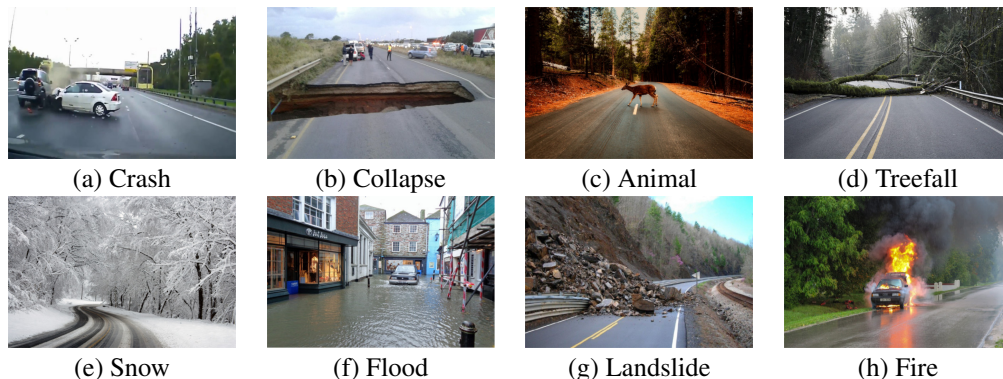 (a) Crash
(b) Collapse
(c) Animal
(d) Treefall
(e) Snow
(f) Flood
(g) Landslide
(h) Fire